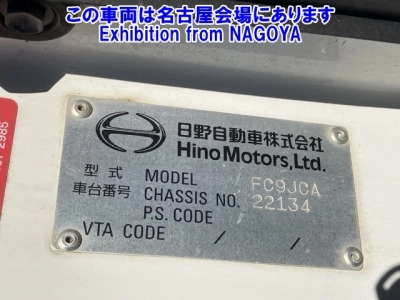 この車両は名古屋会場にあります
Exhibition from NAGOYA
日野自動車株式会社
Hino Motors, Ltd.
型式 MODEL FC9JCA
車台番号 CHASSIS NO. 22134
P.S. CODE /
VTA CODE / /
2985